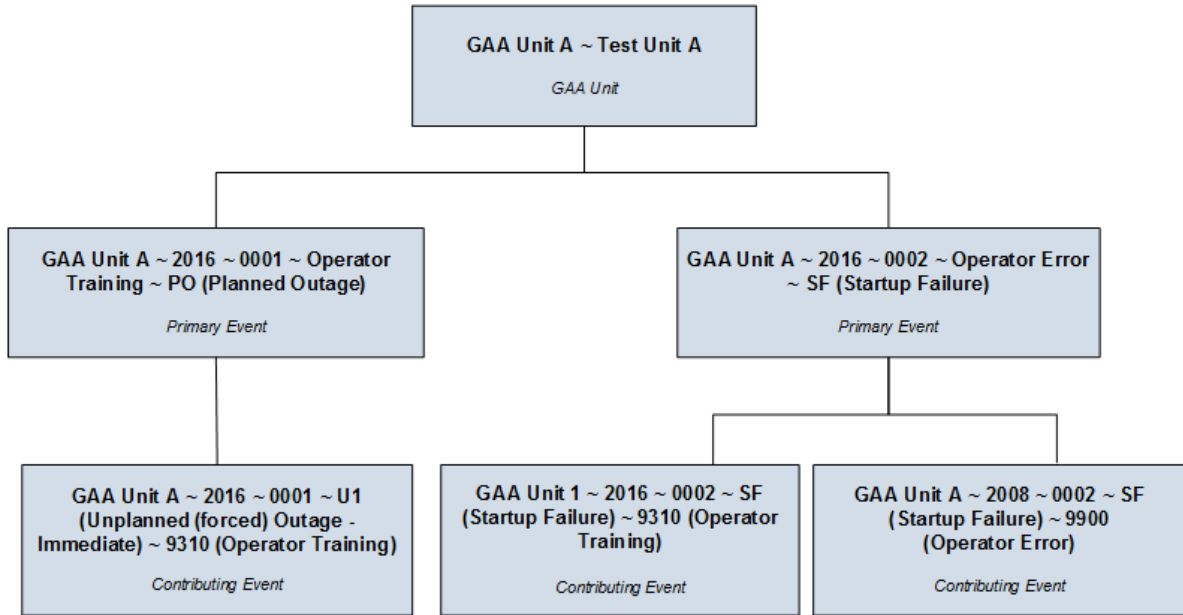 GAA Unit A ~ Test Unit A
GAA Unit
GAA Unit A ~ 2016 ~ 0001 ~ Operator
Training ~ PO (Planned Outage)
Primary Event
GAA Unit A ~ 2016 ~ 0002 ~ Operator Error
~ SF (Startup Failure)
Primary Event
GAA Unit A ~ 2016 ~ 0001 ~ U1
(Unplanned (forced) Outage -
Immediate) ~ 9310 (Operator Training)
Contributing Event
GAA Unit 1 ~ 2016 ~ 0002 ~ SF
(Startup Failure) ~ 9310 (Operator
Training)
Contributing Event
GAA Unit A ~ 2008 ~ 0002 ~ SF
(Startup Failure) ~ 9900
(Operator Error)
Contributing Event